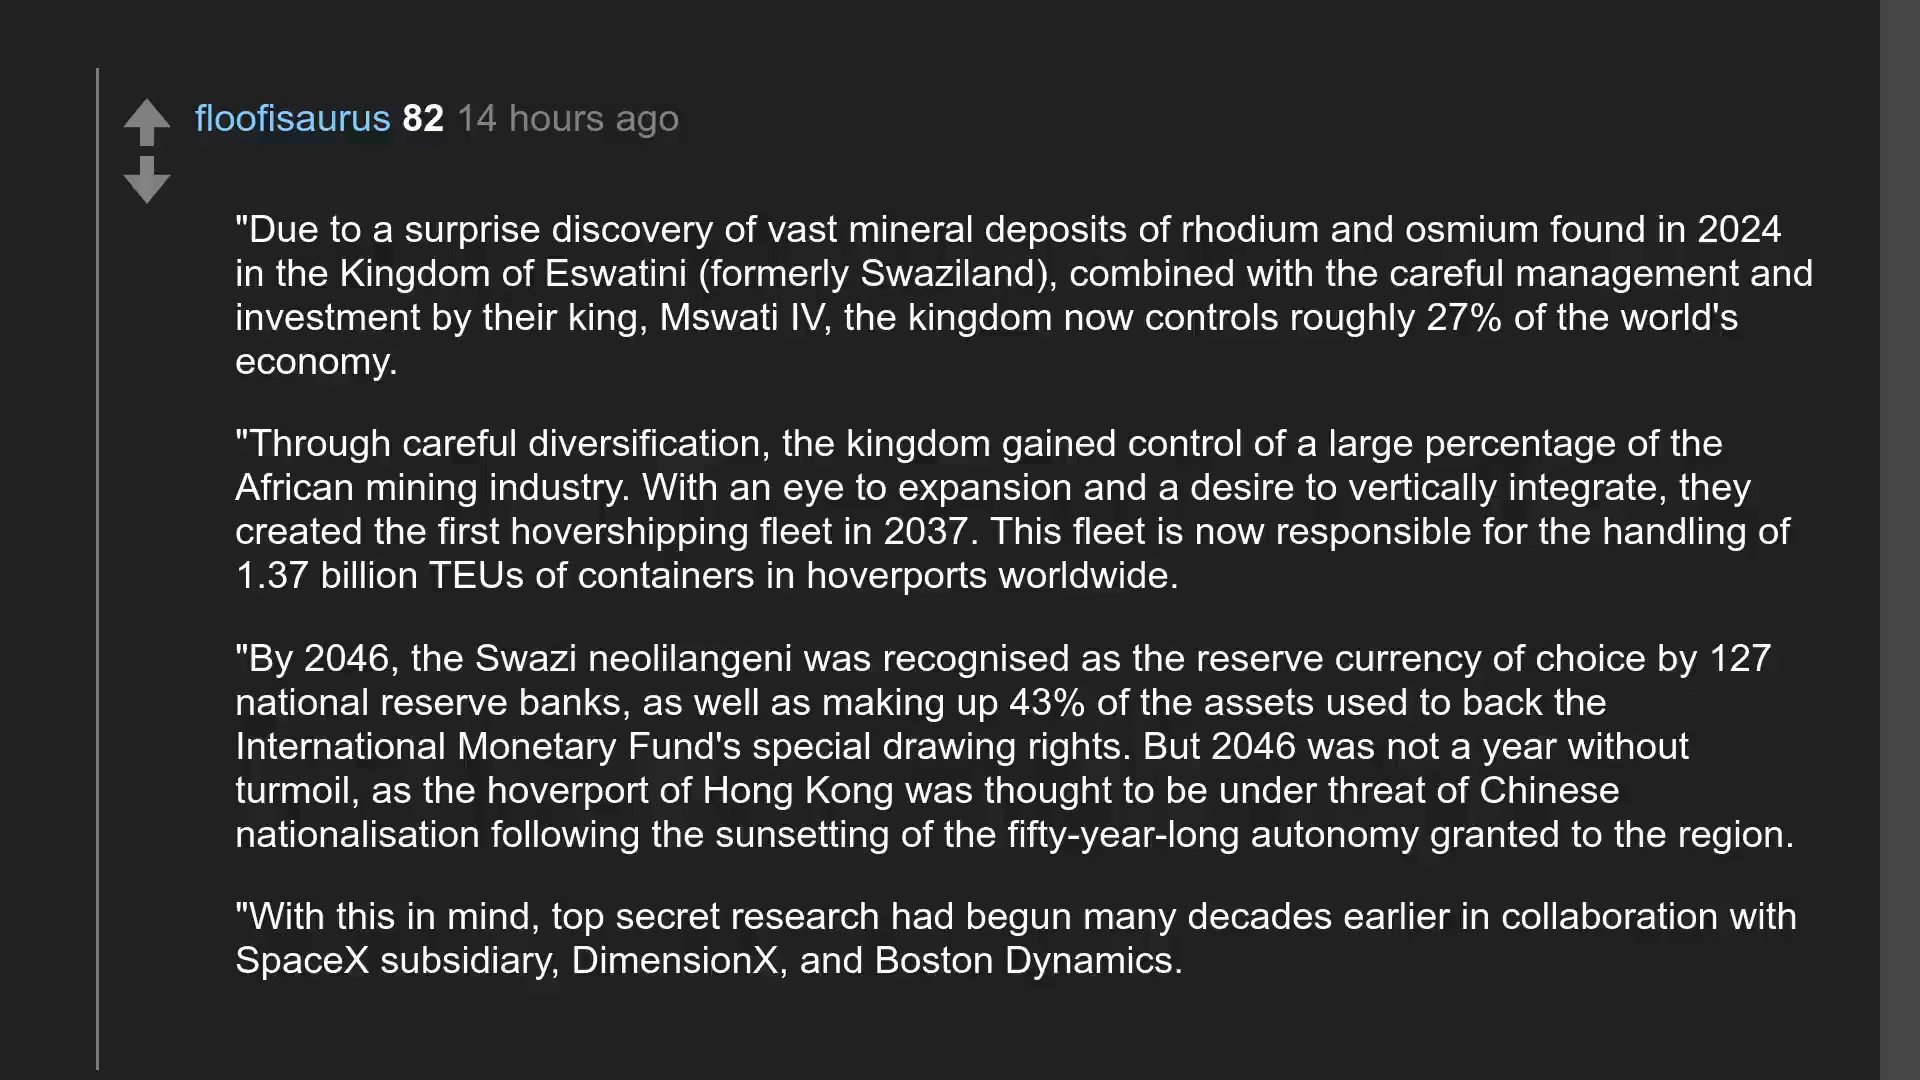 floofisaurus 82 14 hours ago
"Due to a surprise discovery of vast mineral deposits of rhodium and osmium found in 2024
in the Kingdom of Eswatini (formerly Swaziland), combined with the careful management and
investment by their king, Mswati IV, the kingdom now controls roughly 27% of the world's
economy.
"Through careful diversification, the kingdom gained control of a large percentage of the
African mining industry. With an eye to expansion and a desire to vertically integrate, they
created the first hovershipping fleet in 2037. This fleet is now responsible for the handling of
1.37 billion TEUs of containers in hoverports worldwide.
"By 2046, the Swazi neolilangeni was recognised as the reserve currency of choice by 127
national reserve banks, as well as making up 43% of the assets used to back the
International Monetary Fund's special drawing rights. But 2046 was not a year without
turmoil, as the hoverport of Hong Kong was thought to be under threat of Chinese
nationalisation following the sunsetting of the fifty-year-long autonomy granted to the region.
"With this in mind, top secret research had begun many decades earlier in collaboration with
SpaceX subsidiary, DimensionX, and Boston Dynamics.